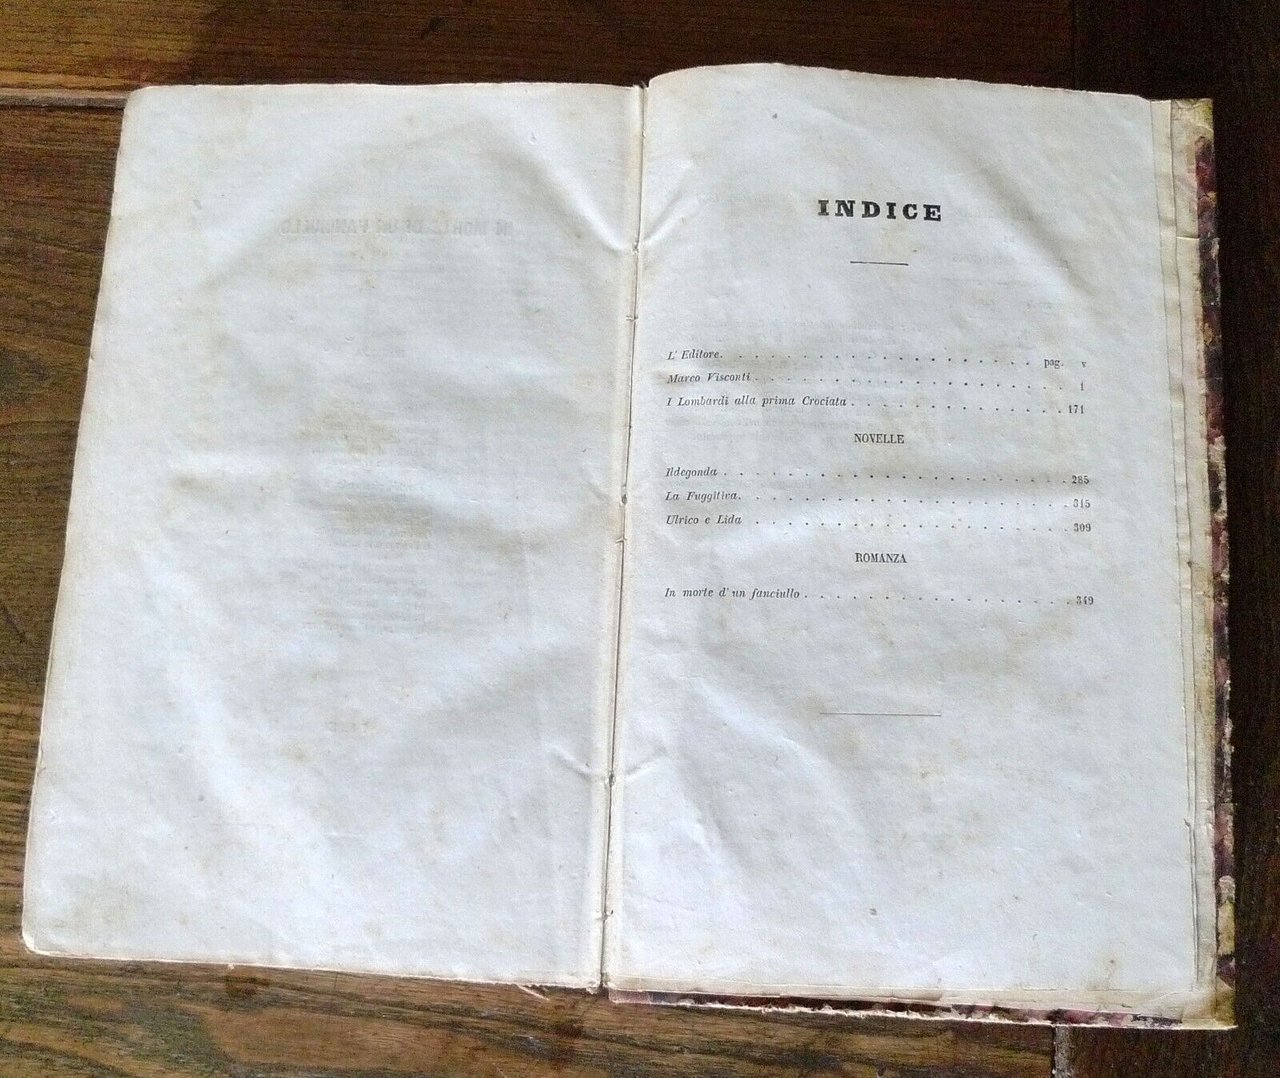 INDICE
L' Editore. . . . . . . . . . . . . . . . . . . . pag. v
Marco Visconti . . . . . . . . . . . . . . . . . . . . 1
I Lombardi alla prima Crociata . . . . . . . . . . . . . . 171
NOVELLE
Ildegonda . . . . . . . . . . . . . . . . . . . . . . 285
La Fuggitiva. . . . . . . . . . . . . . . . . . . . . 315
Ulrico e Lida . . . . . . . . . . . . . . . . . . . . 309
ROMANZA
In morte d' un fanciullo . . . . . . . . . . . . . . . . . 349